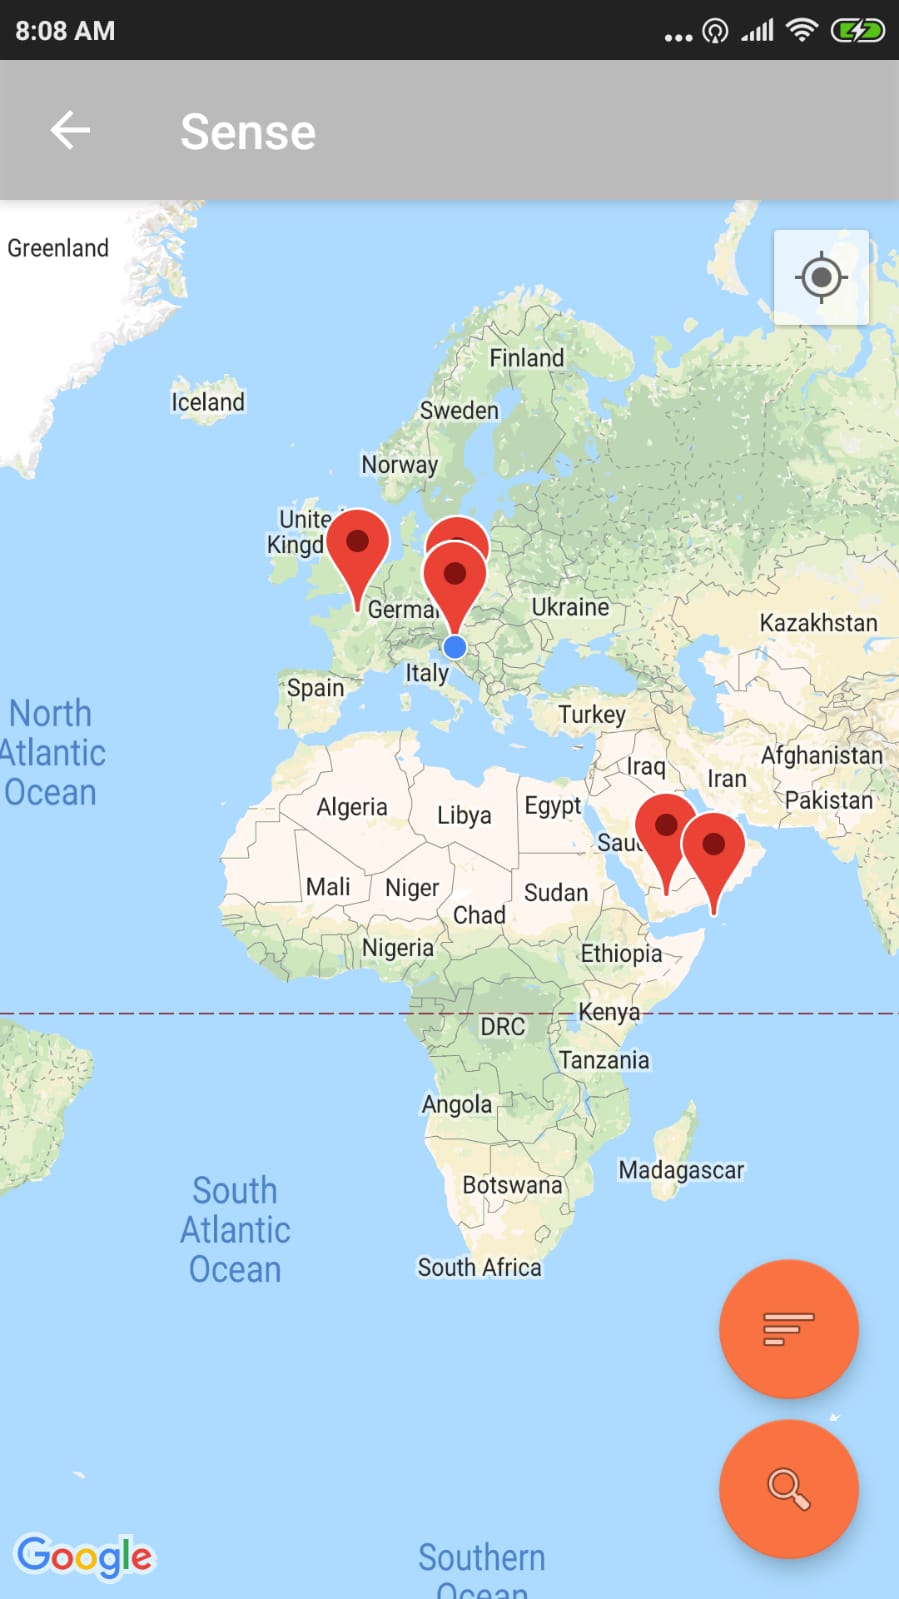 8:08 AM
Sense
Greenland
Finland
Iceland
Sweden
Norway
Unite
Kingd
Germa
Ukraine
Kazakhstan
Italy
Spain
North
Atlantic
Ocean
Turkey
Iraq
Iran
Afghanistan
Pakistan
Algeria
Libya
Egypt
Sau
Mali
Niger
Sudan
Chad
Nigeria
Ethiopia
Kenya
DRC
Tanzania
Angola
Madagascar
Botswana
South
Atlantic
Ocean
South Africa
Google
Southern
Ocean